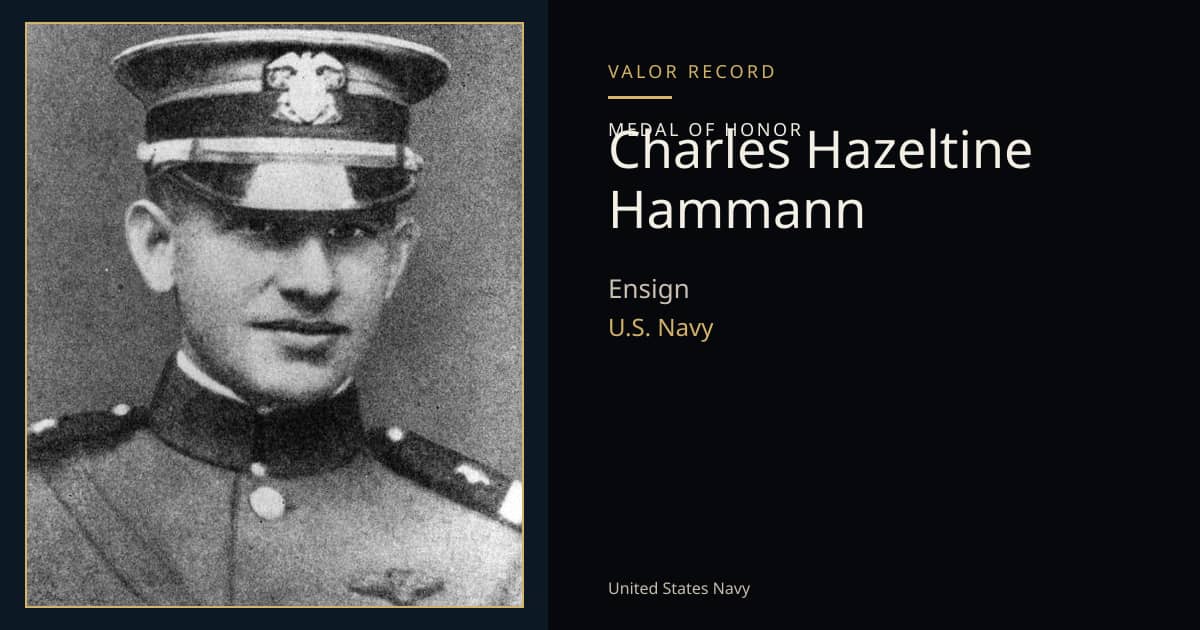 VALOR RECORD
MEDAL OF HONOR
Charles Hazeltine
Hammann
Ensign
U.S. Navy
United States Navy